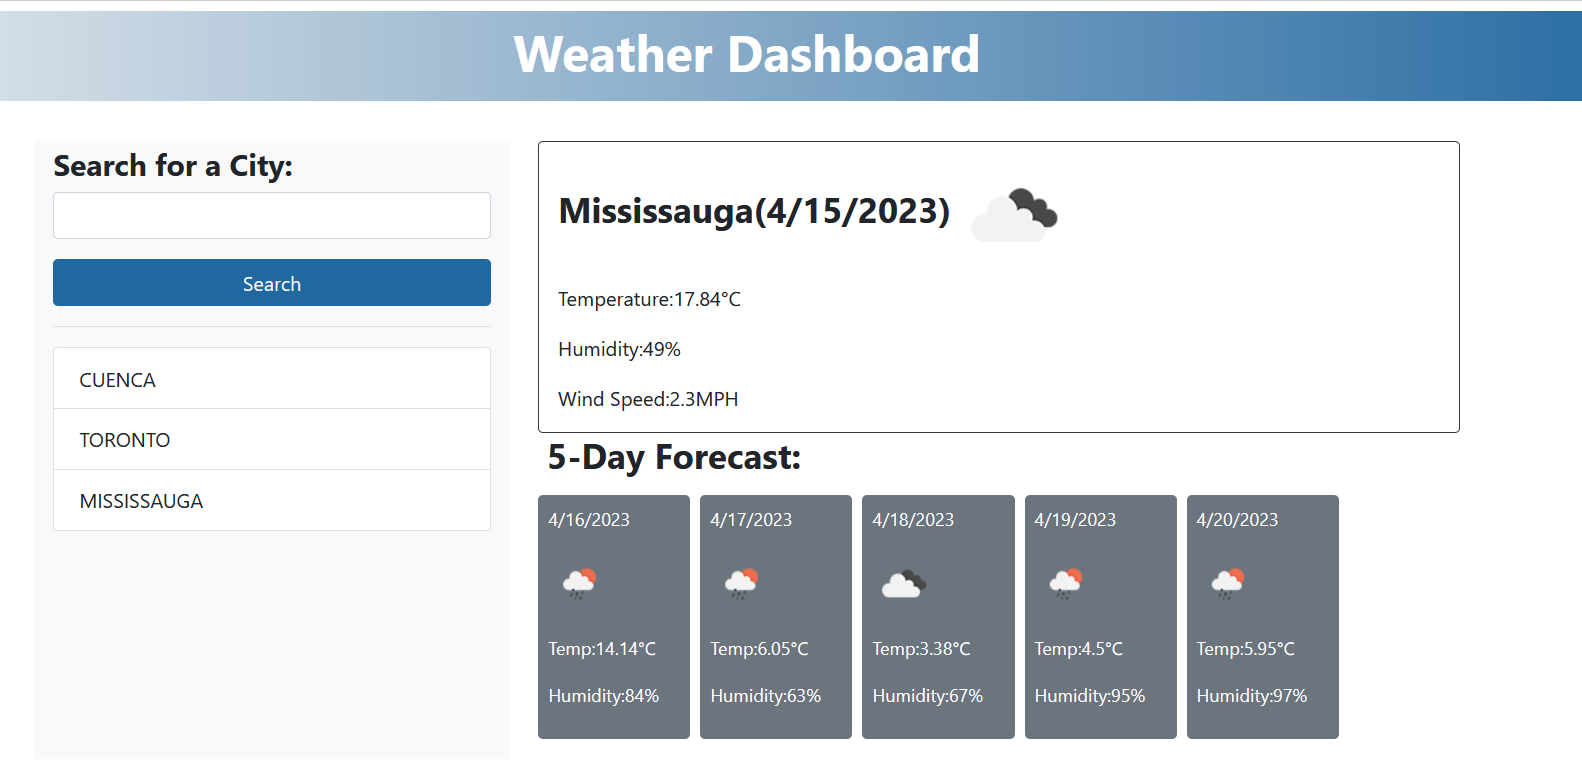 Weather Dashboard
Search for a City:
Search
CUENCA
TORONTO
MISSISSAUGA
Mississauga(4/15/2023)
Temperature:17.84°C
Humidity:49%
Wind Speed:2.3MPH
5-Day Forecast:
4/16/2023
Temp:14.14°C
Humidity:84%
4/17/2023
Temp:6.05°C
Humidity:63%
4/18/2023
Temp:3.38°C
Humidity:67%
4/19/2023
Temp:4.5°C
Humidity:95%
4/20/2023
Temp:5.95°C
Humidity:97%